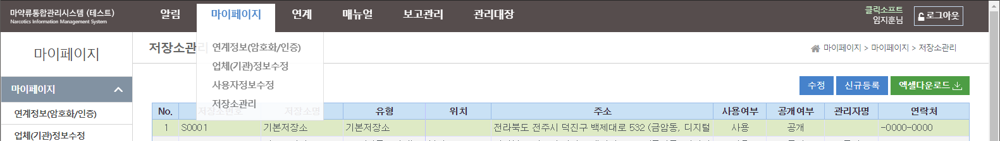 마약류통합관리시스템 (테스트)
Narcotics Information Management System
알림 마이페이지 연계 매뉴얼 보고관리 관리대장
클릭소프트
임지훈님
로그아웃
마이페이지
저장소관리
마이페이지 > 마이페이지 > 저장소관리
연계정보(암호화/인증)
업체(기관)정보수정
사용자정보수정
저장소관리
마이페이지
연계정보(암호화/인증)
업체(기관)정보수정
수정 신규등록 엑셀다운로드
No. 저장소번호 저장소명 유형 위치 주소 사용여부 공개여부 관리자명 연락처
1 S0001 기본저장소 기본저장소 전라북도 전주시 덕진구 백제대로 532 (금암동, 디지털 사용 공개 -0000-0000